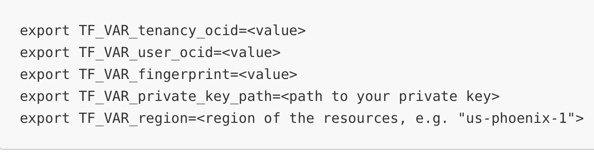 export TF_VAR_tenancy_ocid=<value>
export TF_VAR_user_ocid=<value>
export TF_VAR_fingerprint=<value>
export TF_VAR_private_key_path=<path to your private key>
export TF_VAR_region=<region of the resources, e.g. "us-phoenix-1">